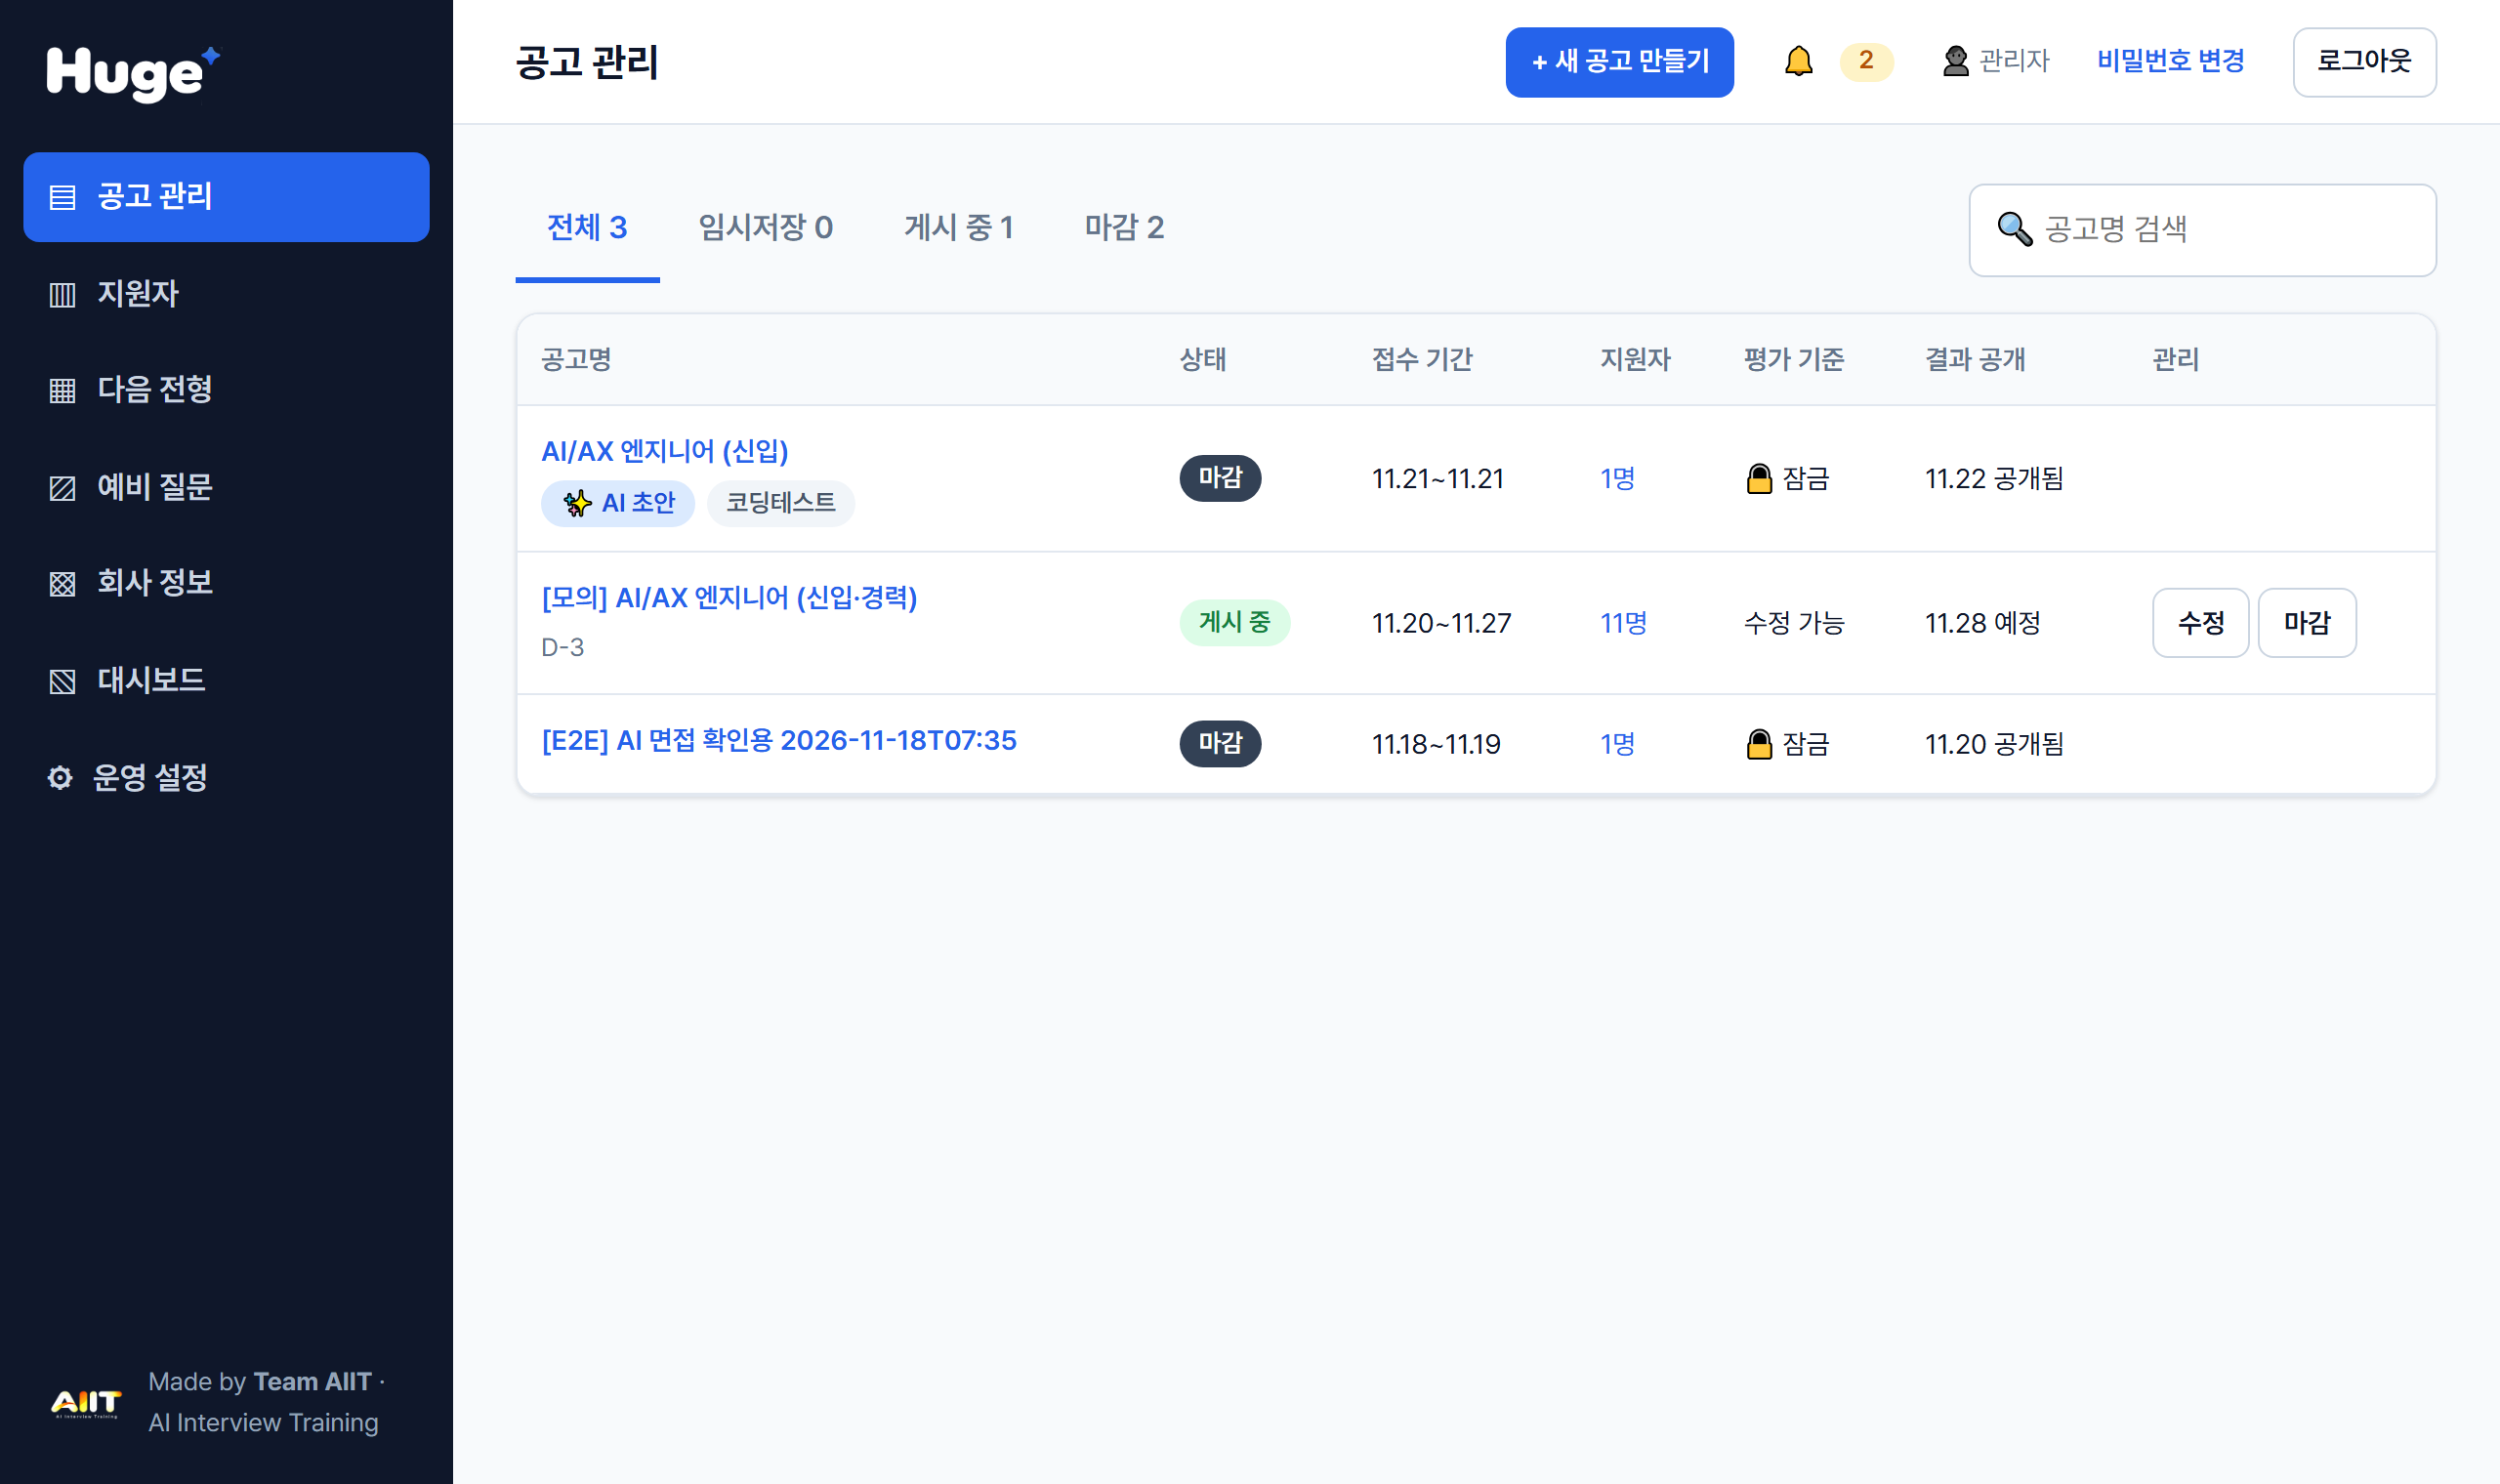 Huge
공고 관리
지원자
다음 전형
예비 질문
회사 정보
대시보드
운영 설정
AIIT
AI Interview Training
Made by Team AIIT ·
AI Interview Training
공고 관리
+ 새 공고 만들기
2
관리자
비밀번호 변경
로그아웃
전체 3
임시저장 0
게시 중 1
마감 2
공고명 검색
공고명 상태 접수 기간 지원자 평가 기준 결과 공개 관리
AI/AX 엔지니어 (신입)
AI 초안 코딩테스트
마감 11.21~11.21 1명 잠금 11.22 공개됨
[모의] AI/AX 엔지니어 (신입·경력)
D-3
게시 중 11.20~11.27 11명 수정 가능 11.28 예정 수정 마감
[E2E] AI 면접 확인용 2026-11-18T07:35 마감 11.18~11.19 1명 잠금 11.20 공개됨